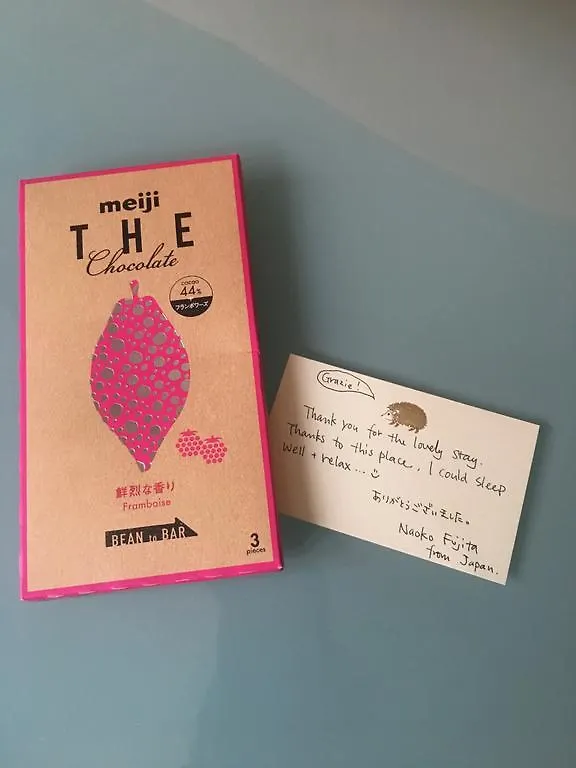 meiji
THE
Chocolate
cacao
44%
フランボワーズ
鮮烈な香り
Framboise
BEAN to BAR
3
pieces
Grazie!
Thank you for the lovely stay.
Thanks to this place, I could sleep
well + relax...
ありがとうございました。
Naoko Fujita
from Japan.